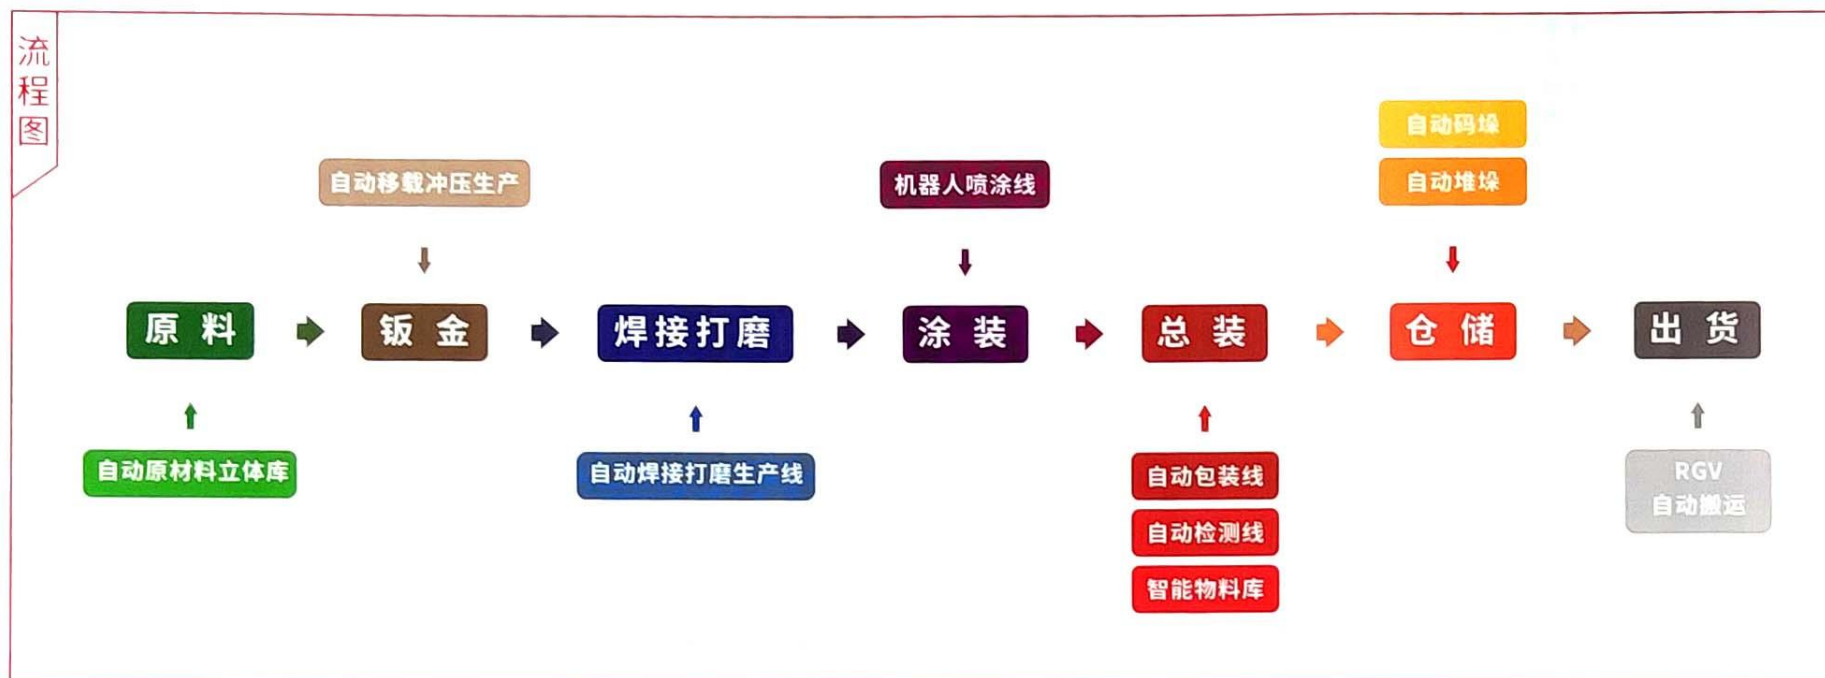 流程图
自动码垛
自动移载冲压生产
机器人喷涂线
自动堆垛
原料
钣金
焊接打磨
涂装
总装
仓储
出货
自动原材料立体库
自动焊接打磨生产线
自动包装线
自动检测线
智能物料库
RGV
自动搬运